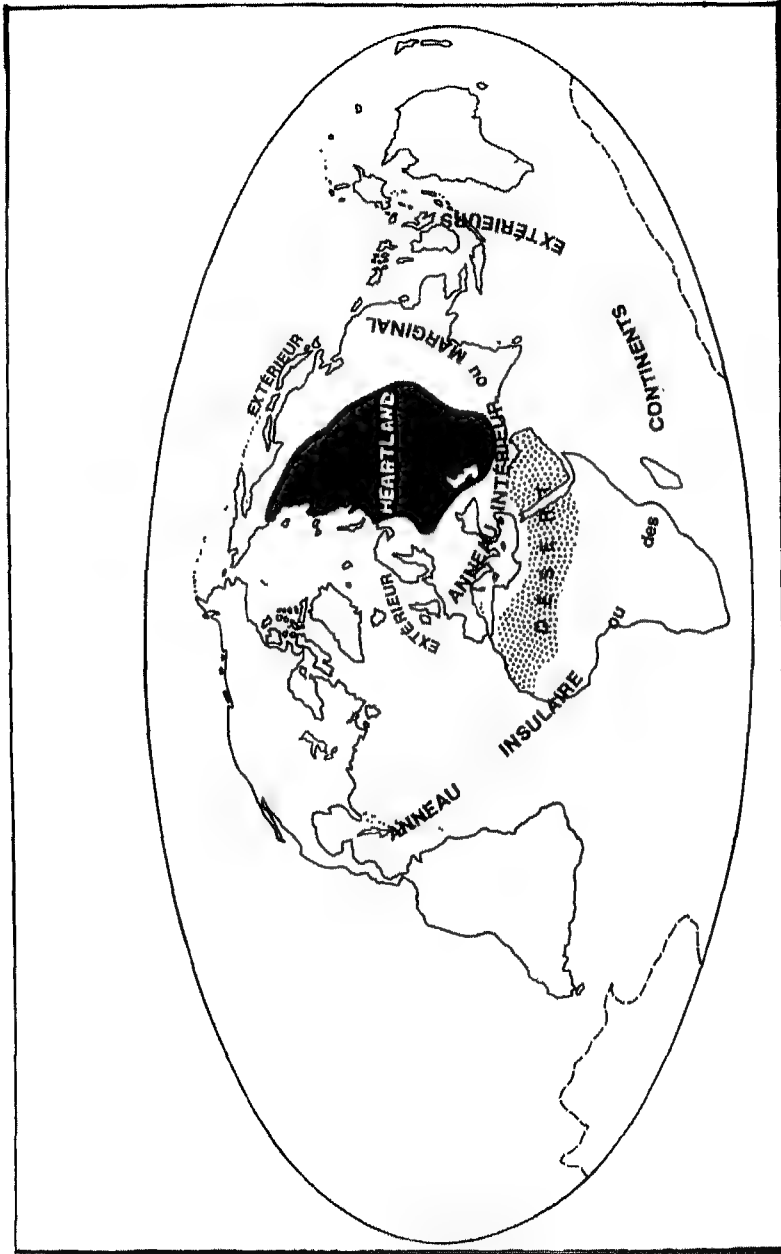 EXTÉRIEUR
HEARTLAND
EXTÉRIEUR
ANNEAU INTÉRIEUR ou MARGINAL
DÉSERT
ANNEAU INSULAIRE ou des CONTINENTS EXTÉRIEURS